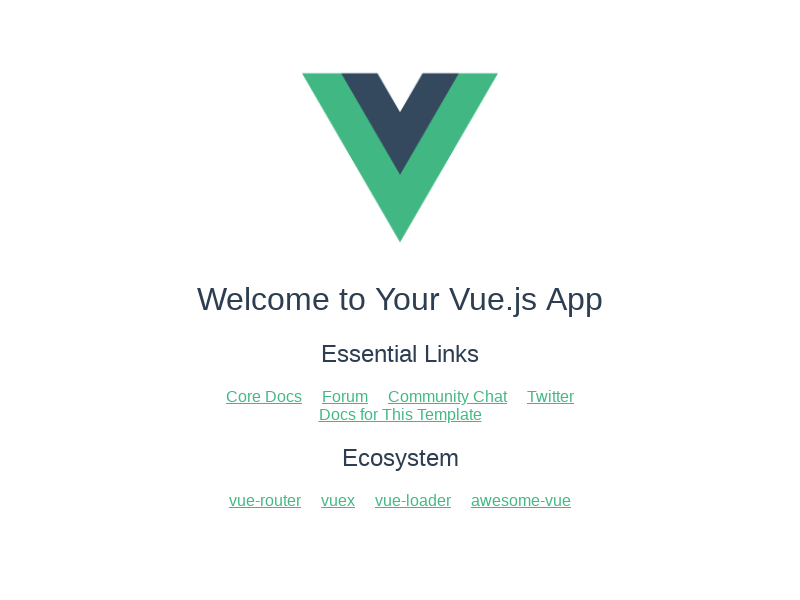 Welcome to Your Vue.js App
Essential Links
Core Docs Forum Community Chat Twitter
Docs for This Template
Ecosystem
vue-router vuex vue-loader awesome-vue